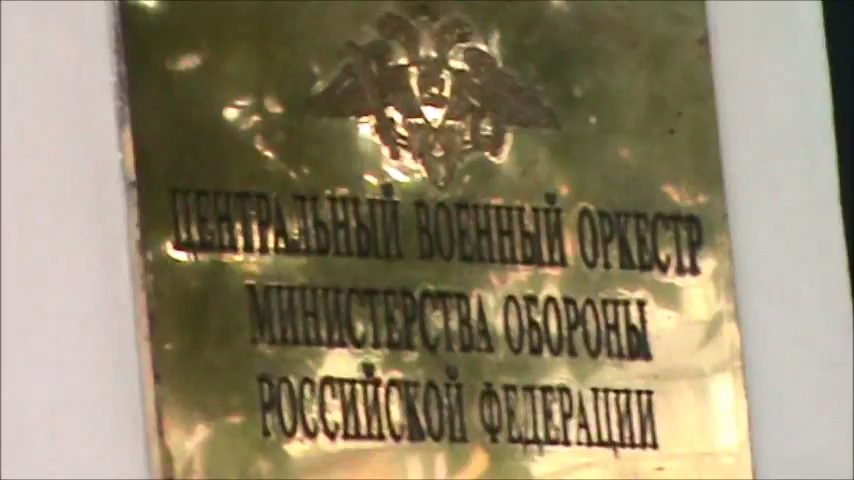 ЦЕНТРАЛЬНЫЙ ВОЕННЫЙ ОРКЕСТР
МИНИСТЕРСТВА ОБОРОНЫ
РОССИЙСКОЙ ФЕДЕРАЦИИ